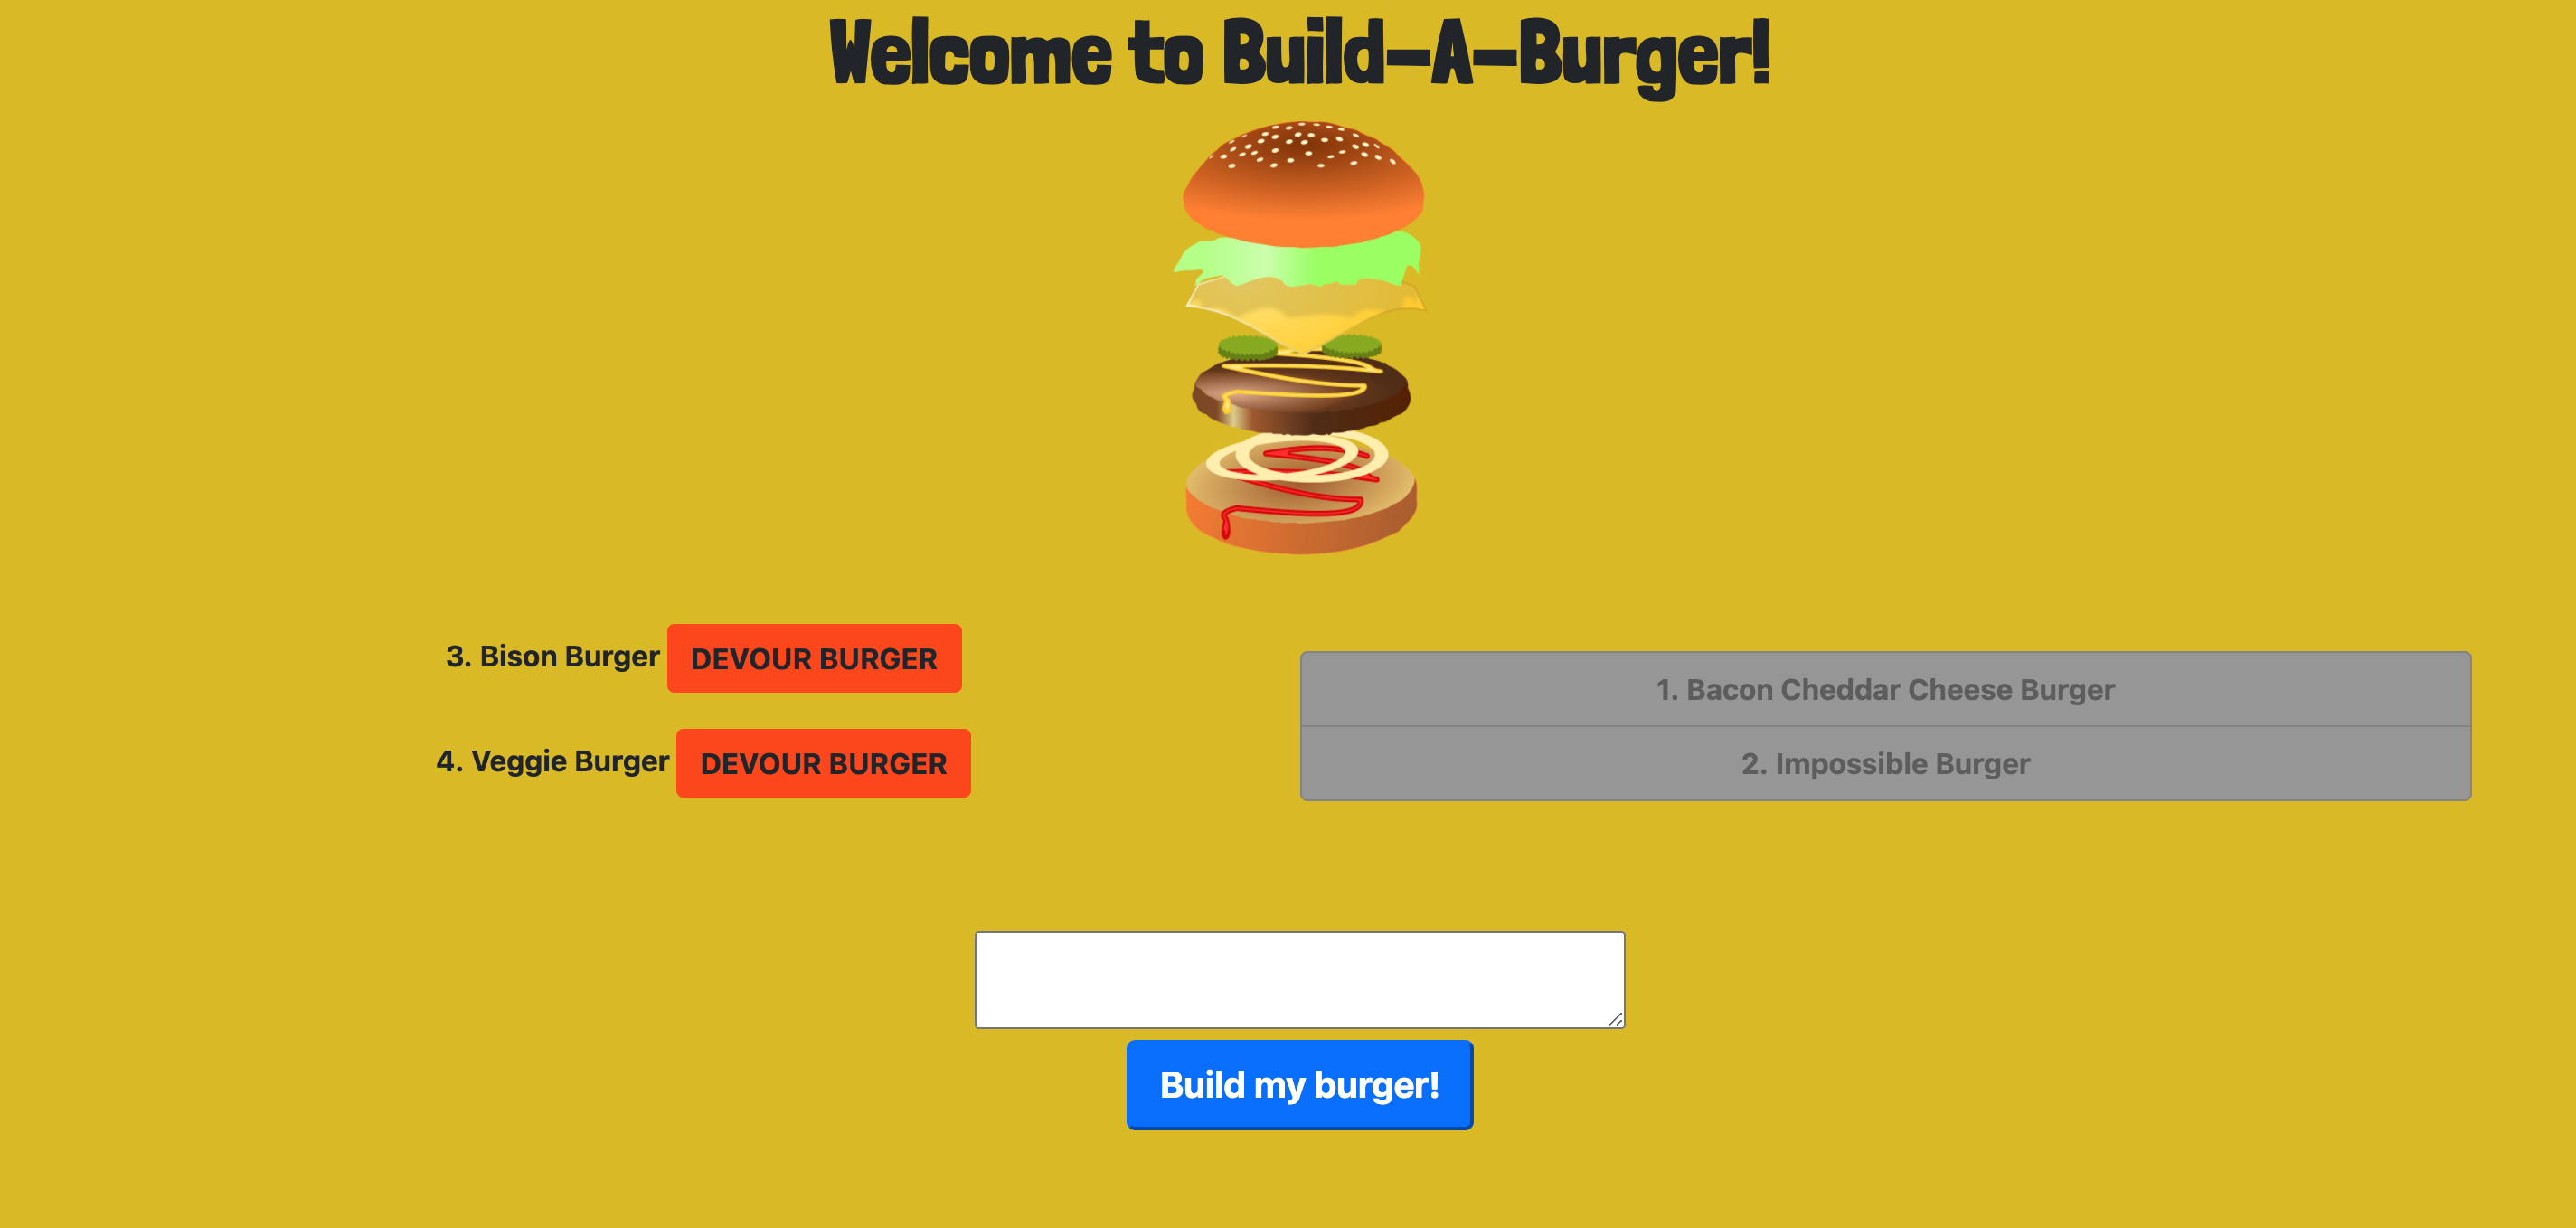 Welcome to Build-A-Burger!
3. Bison Burger DEVOUR BURGER
4. Veggie Burger DEVOUR BURGER
1. Bacon Cheddar Cheese Burger
2. Impossible Burger
Build my burger!